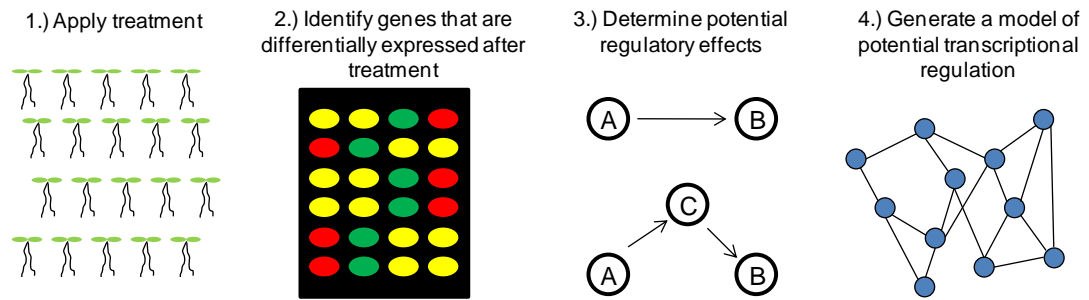 1.) Apply treatment
2.) Identify genes that are
differentially expressed after
treatment
3.) Determine potential
regulatory effects
A
B
C
A
B
4.) Generate a model of
potential transcriptional
regulation